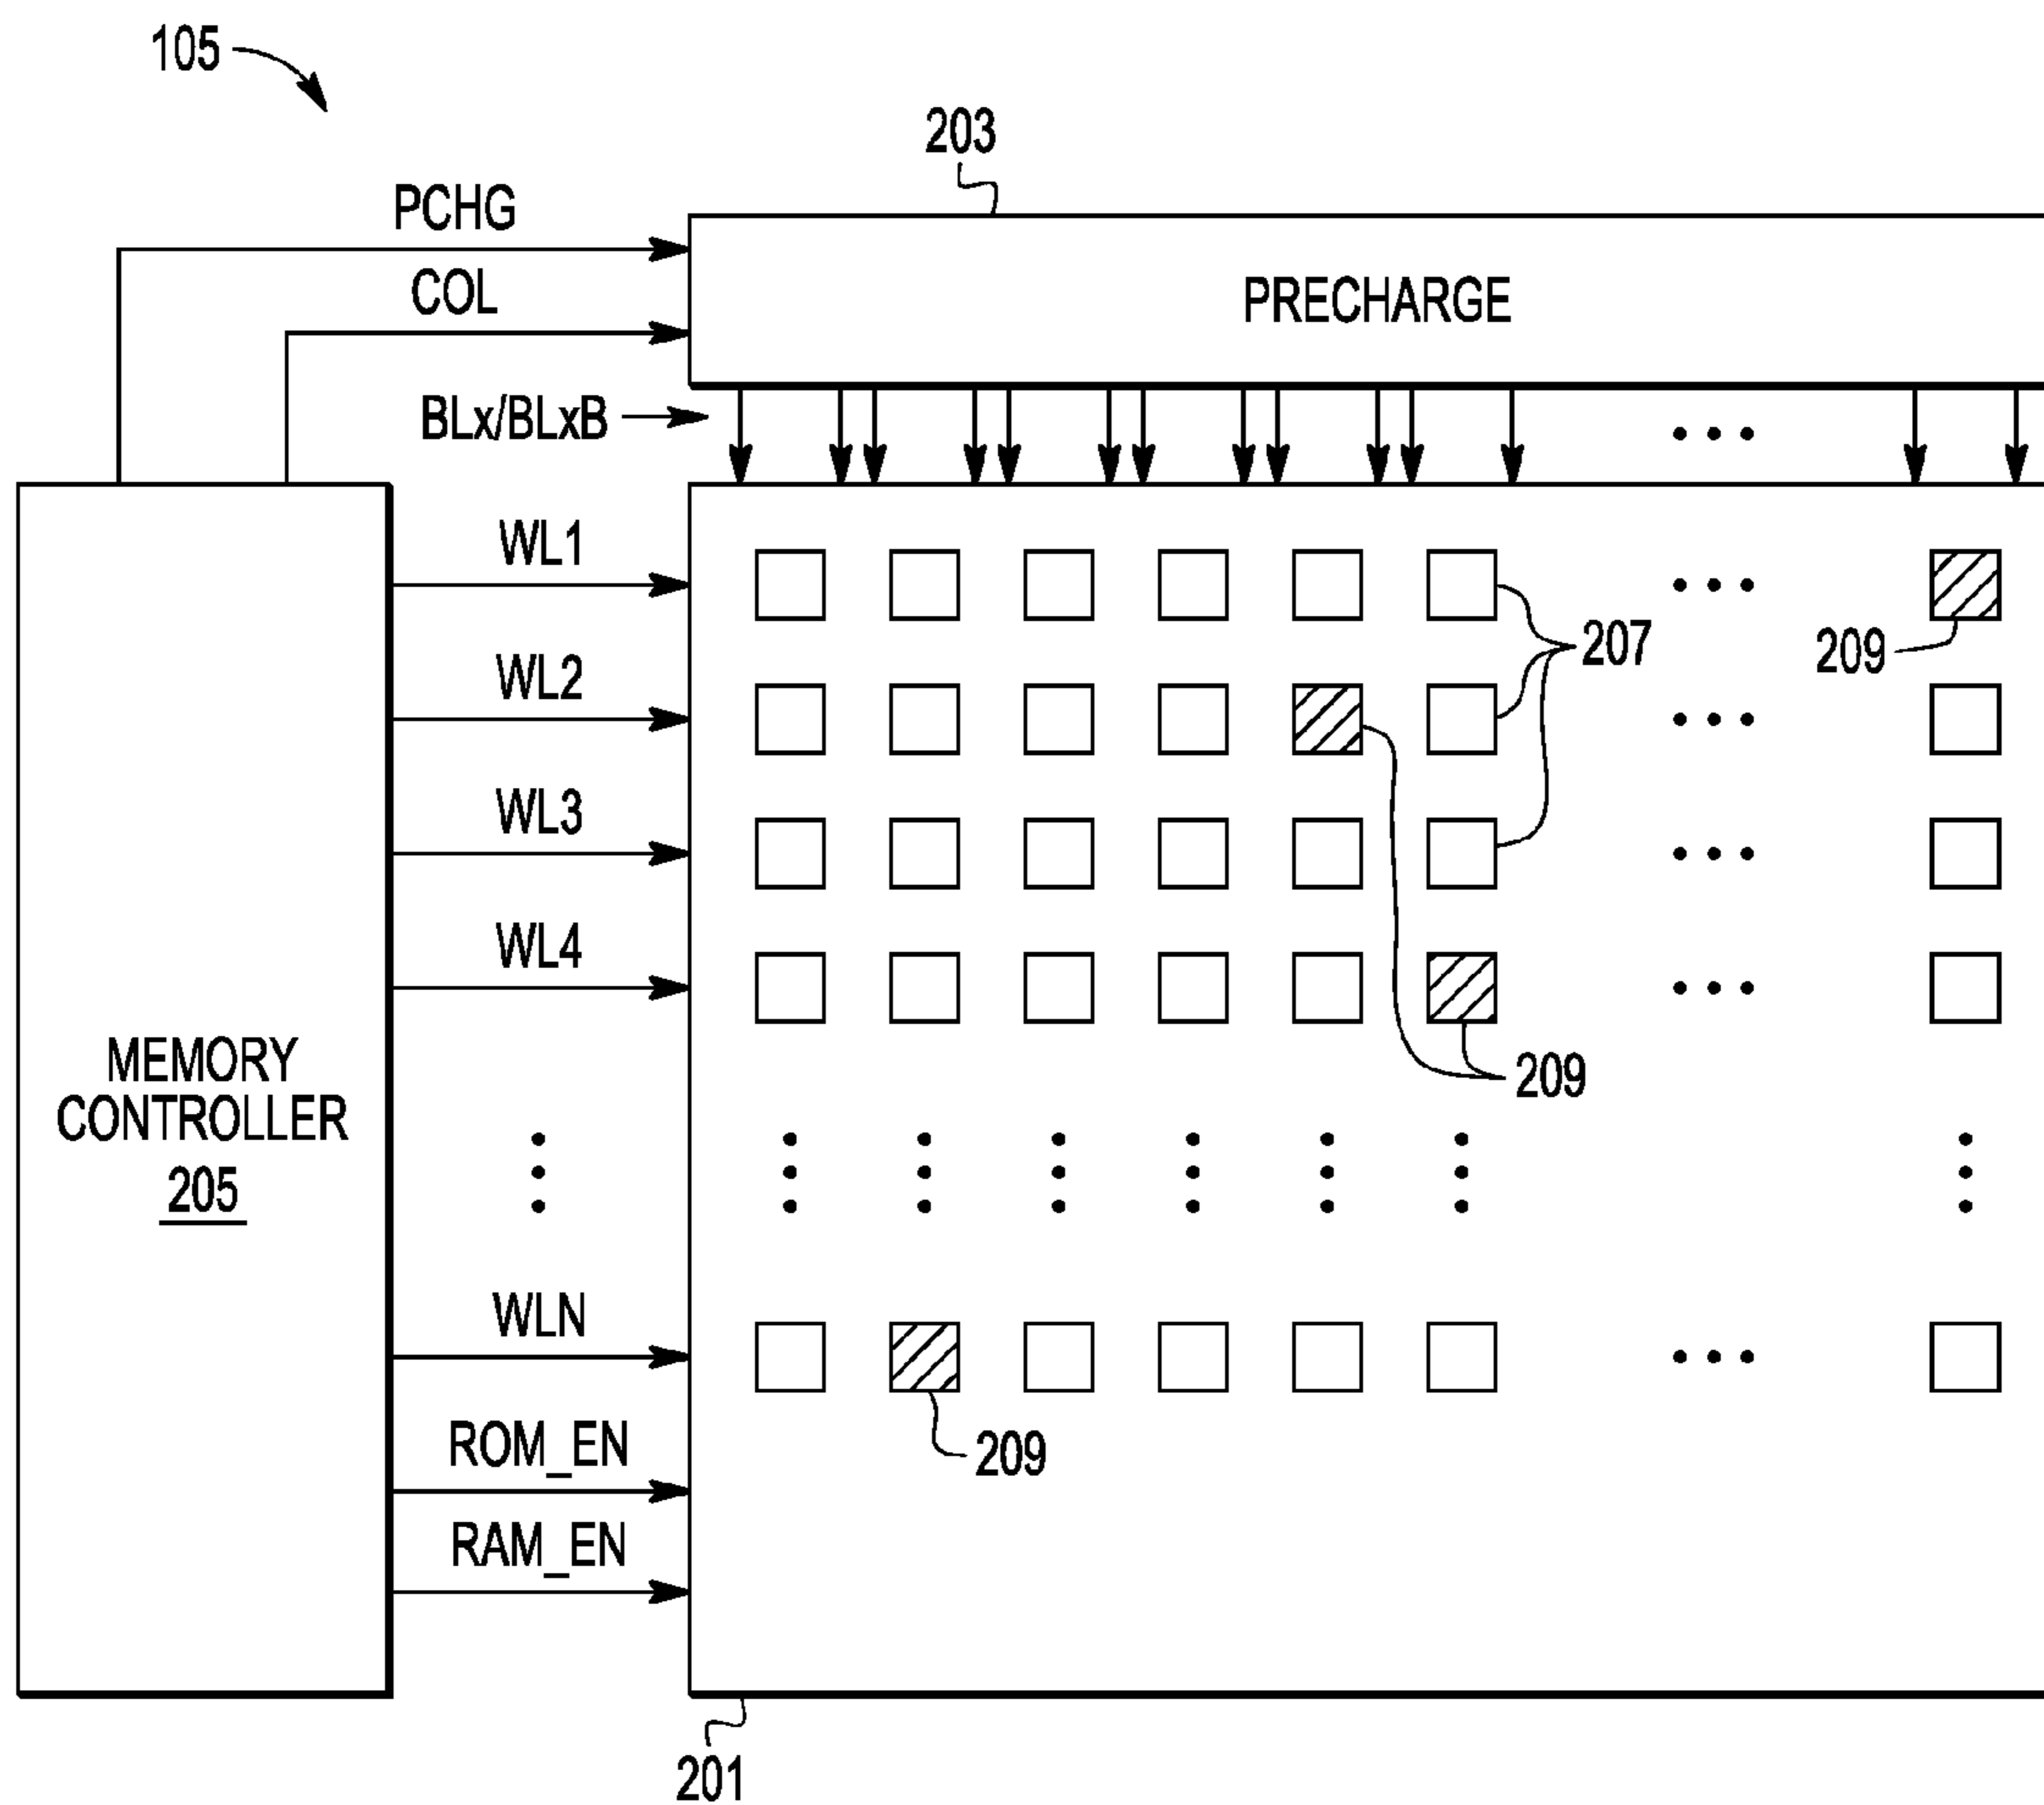 105
203
PCHG
COL
PRECHARGE
BLx/BLxB
WL1
207
209
WL2
WL3
WL4
209
MEMORY
CONTROLLER
205
WLN
ROM_EN
209
RAM_EN
201